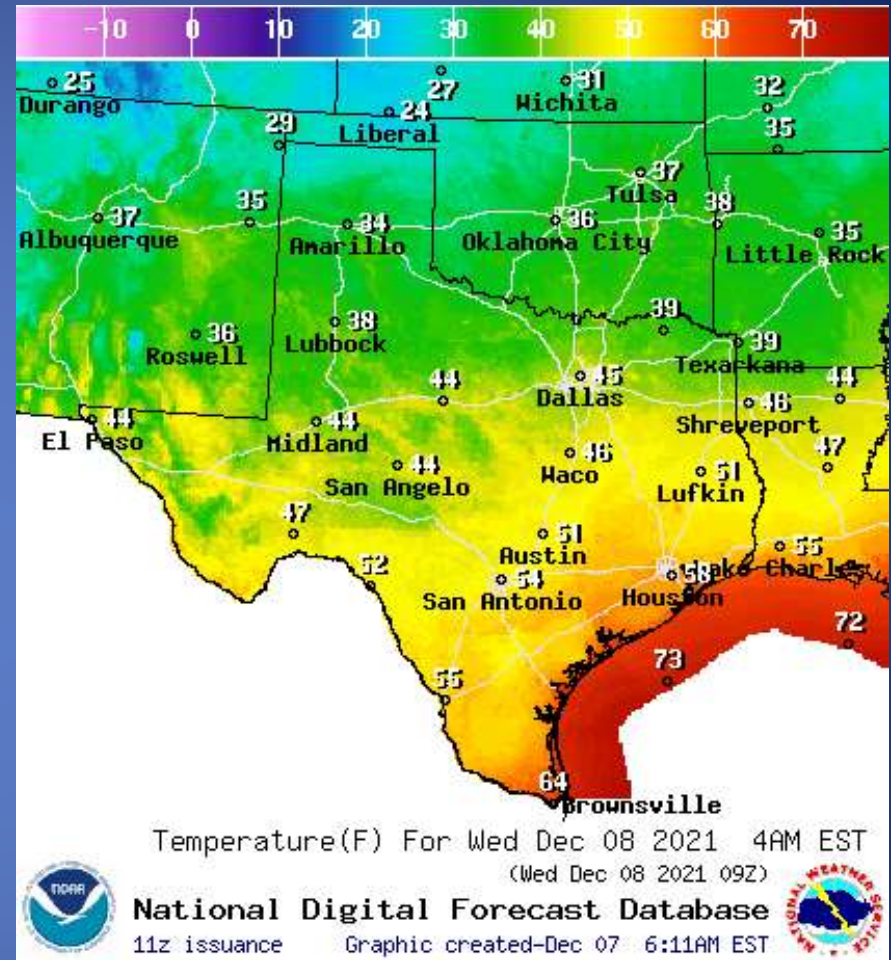 -10 0 10 20 30 40 50 60 70
25
Durango
27
31
Wichita
32
24
Liberal
29
35
37
Tulsa
37
Albuquerque
35
34
Amarillo
36
Oklahoma City
38
35
Little Rock
36
Roswell
38
Lubbock
39
39
Texarkana
45
Dallas
44
44
El Paso
44
Midland
46
Shreveport
44
44
San Angelo
46
Waco
51
Lufkin
47
47
51
Austin
55
Lake Charles
52
54
San Antonio
58
Houston
72
73
55
64
Brownsville
Temperature(F) For Wed Dec 08 2021 4AM EST
(Wed Dec 08 2021 09Z)
NOAA
National Digital Forecast Database
NATIONAL WEATHER SERVICE
11z issuance Graphic created-Dec 07 6:11AM EST